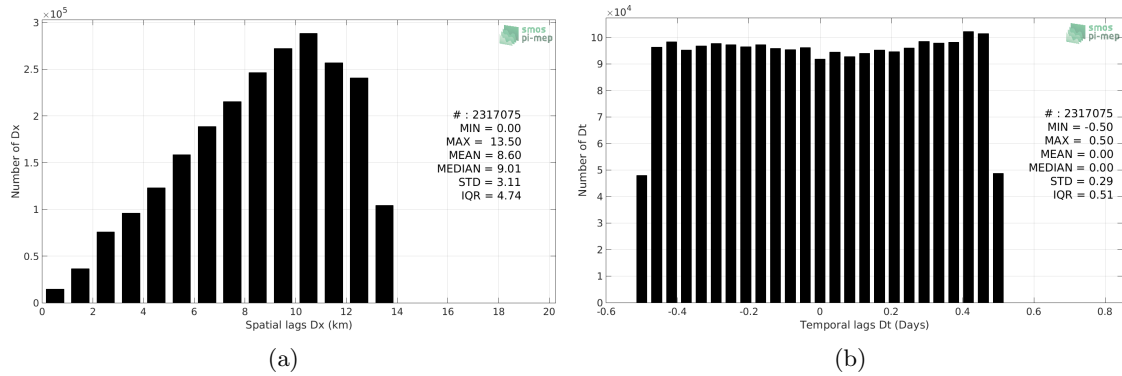 ×10^5
smos
pi-mep
3
2.5
2
1.5
1
0.5
0
Number of Dx
# : 2317075
MIN = 0.00
MAX = 13.50
MEAN = 8.60
MEDIAN = 9.01
STD = 3.11
IQR = 4.74
0 2 4 6 8 10 12 14 16 18 20
Spatial lags Dx (km)
(a)
×10^4
smos
pi-mep
10
9
8
7
6
5
4
3
2
1
0
Number of Dt
# : 2317075
MIN = -0.50
MAX = 0.50
MEAN = 0.00
MEDIAN = 0.00
STD = 0.29
IQR = 0.51
-0.6 -0.4 -0.2 0 0.2 0.4 0.6 0.8
Temporal lags Dt (Days)
(b)